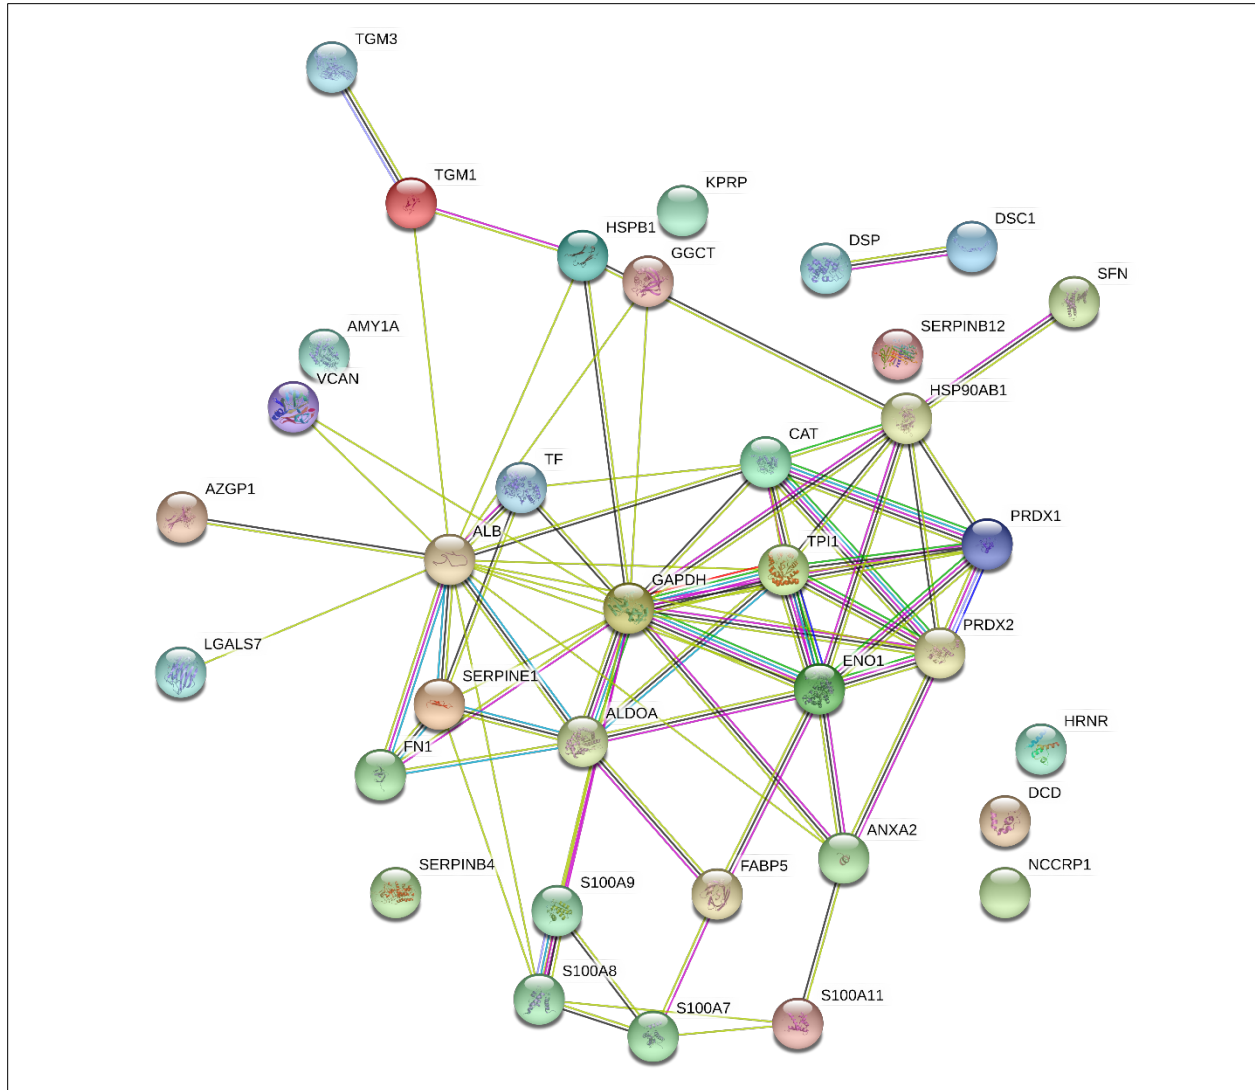 TGM3
TGM1
KPRP
HSPB1
GGCT
DSC1
DSP
SFN
AMY1A
SERPINB12
VCAN
HSP90AB1
CAT
TF
AZGP1
PRDX1
ALB
TPI1
GAPDH
PRDX2
LGALS7
ENO1
SERPINE1
ALDOA
HRNR
FN1
DCD
ANXA2
SERPINB4
FABP5
NCCRP1
S100A9
S100A8
S100A7
S100A11